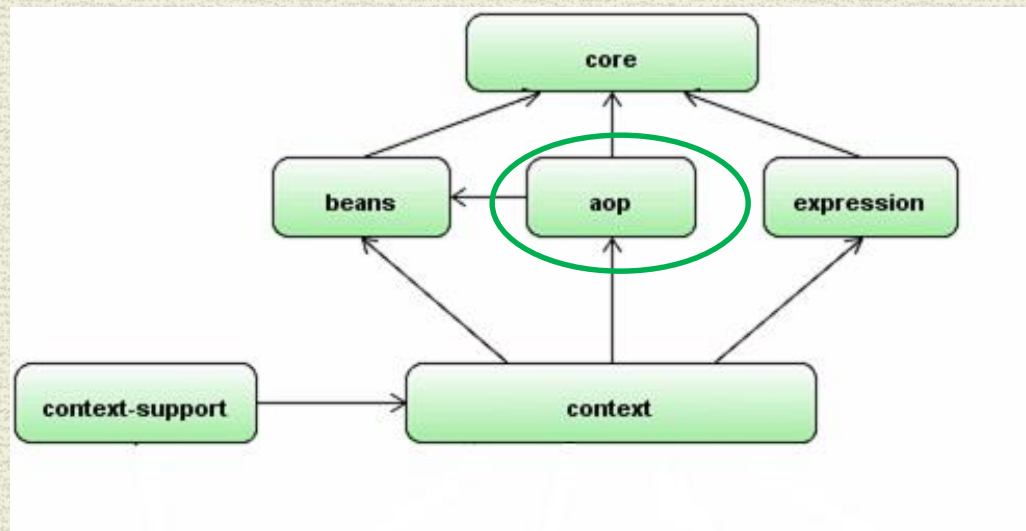 core
beans
aop
expression
context-support
context